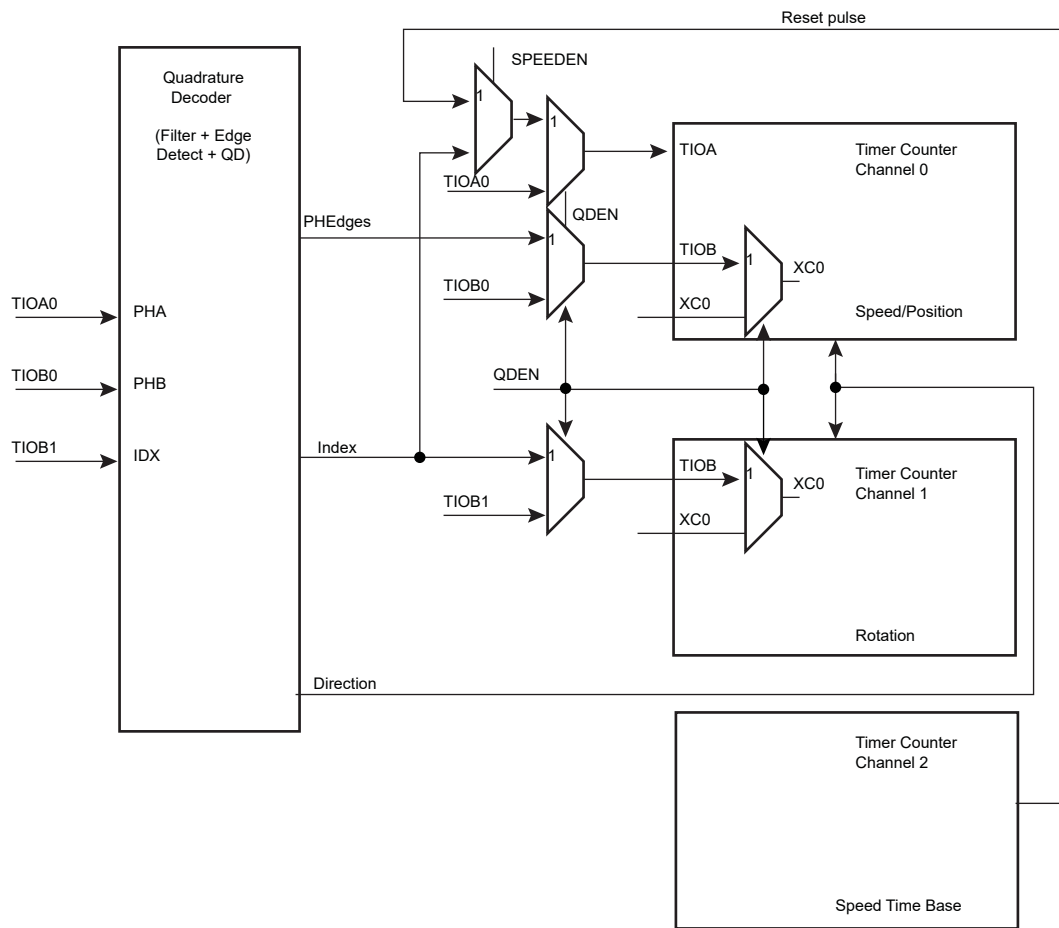 Reset pulse
SPEEDEN
Quadrature
Decoder
(Filter + Edge
Detect + QD)
1
1
TIOA
Timer Counter
Channel 0
TIOA0
QDEN
PHEdges
1
TIOB
1
XC0
TIOB0
XC0
Speed/Position
TIOA0
PHA
TIOB0
PHB
QDEN
TIOB1
IDX
Index
1
TIOB
1
XC0
Timer Counter
Channel 1
TIOB1
XC0
Rotation
Direction
Timer Counter
Channel 2
Speed Time Base